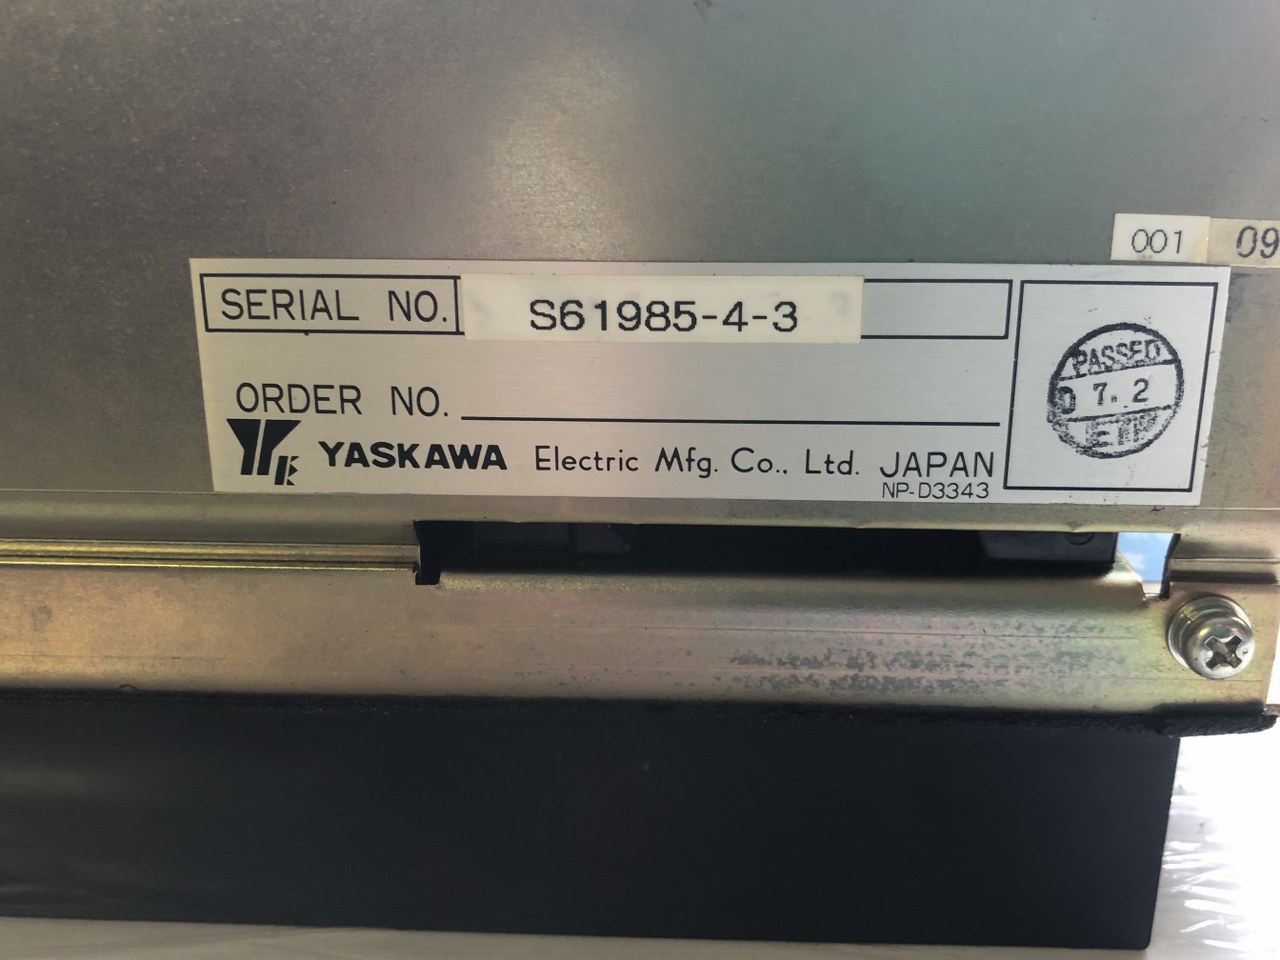 001 09
SERIAL NO. S61985-4-3
ORDER NO.
YASKAWA Electric Mfg. Co., Ltd. JAPAN
NP-D3343
PASSED
7. 2